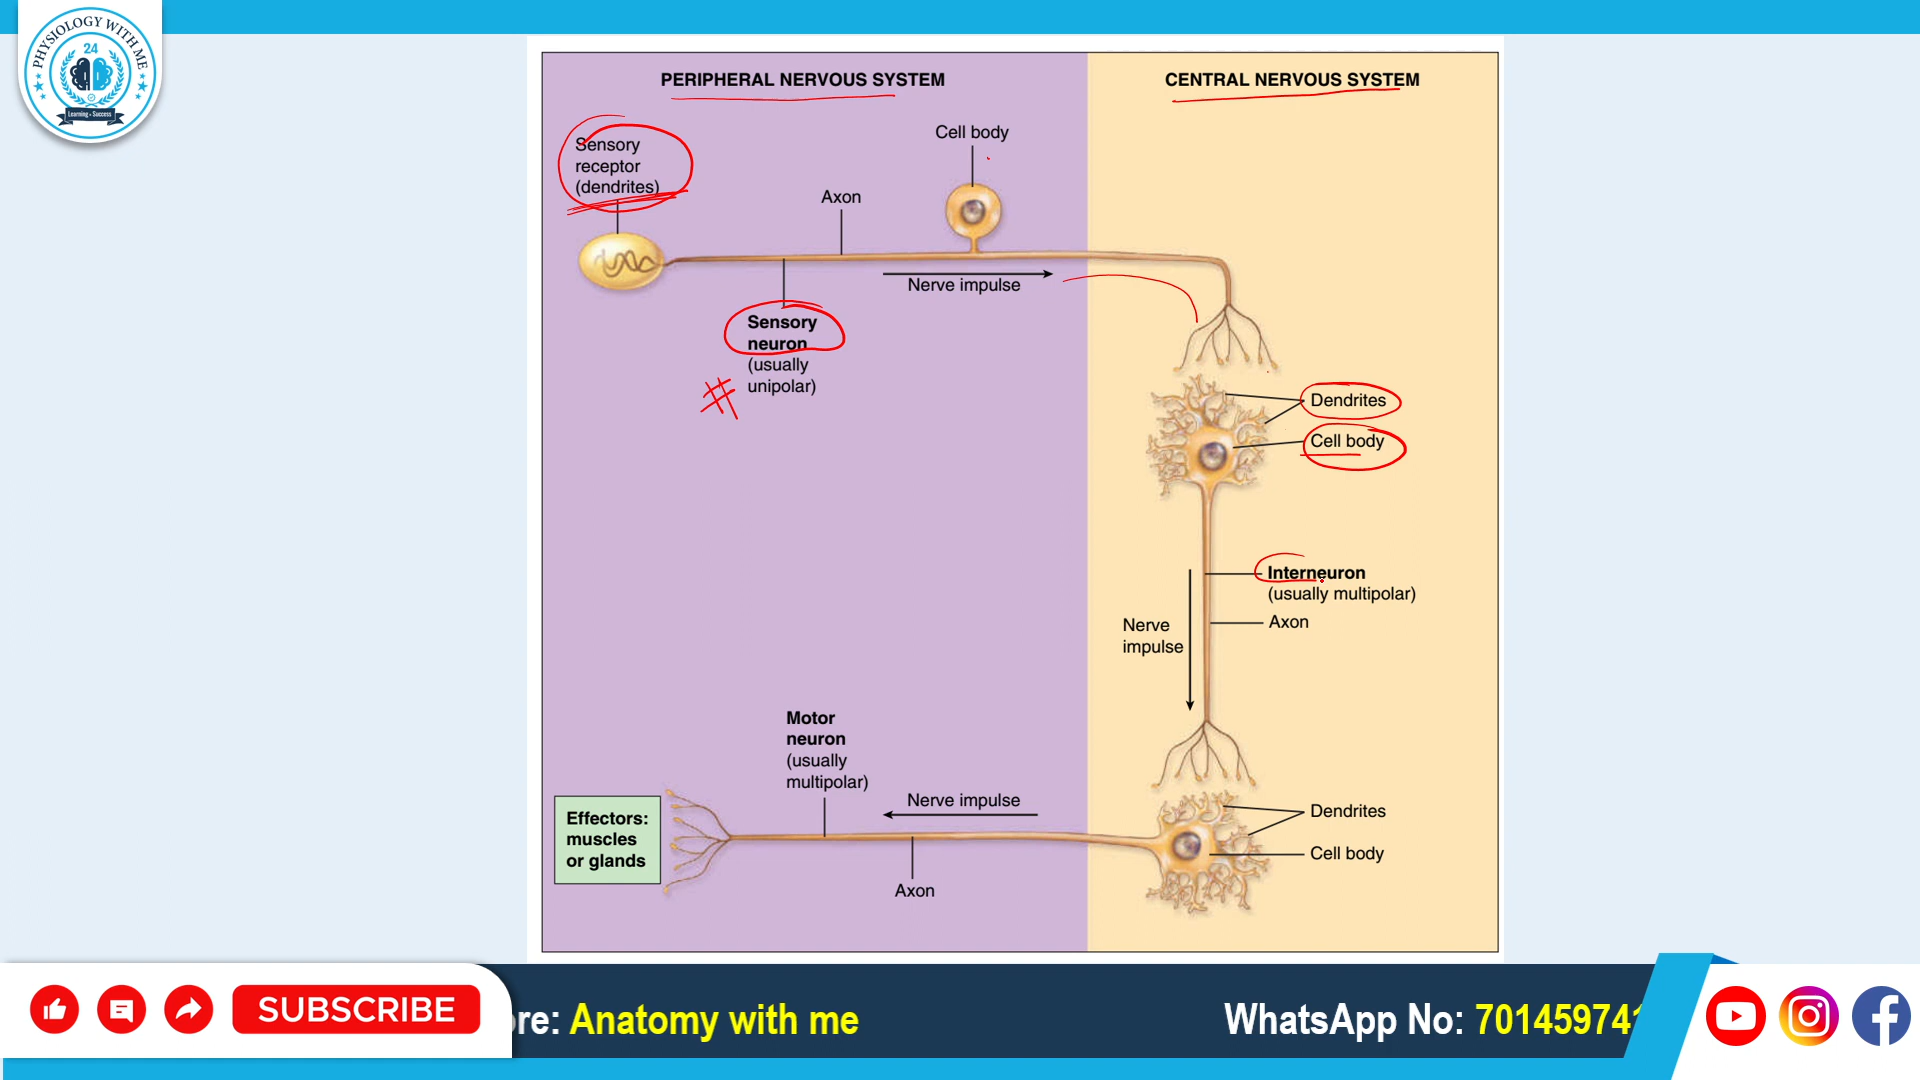 PHYSIOLOGY WITH ME
24
Learning - Success
PERIPHERAL NERVOUS SYSTEM
CENTRAL NERVOUS SYSTEM
Sensory
receptor
(dendrites)
Cell body
Axon
Nerve impulse
Sensory
neuron
(usually
unipolar)
#
Dendrites
Cell body
Interneuron
(usually multipolar)
Axon
Nerve
impulse
Motor
neuron
(usually
multipolar)
Nerve impulse
Effectors:
muscles
or glands
Axon
Dendrites
Cell body
SUBSCRIBE
re: Anatomy with me
WhatsApp No: 70145974